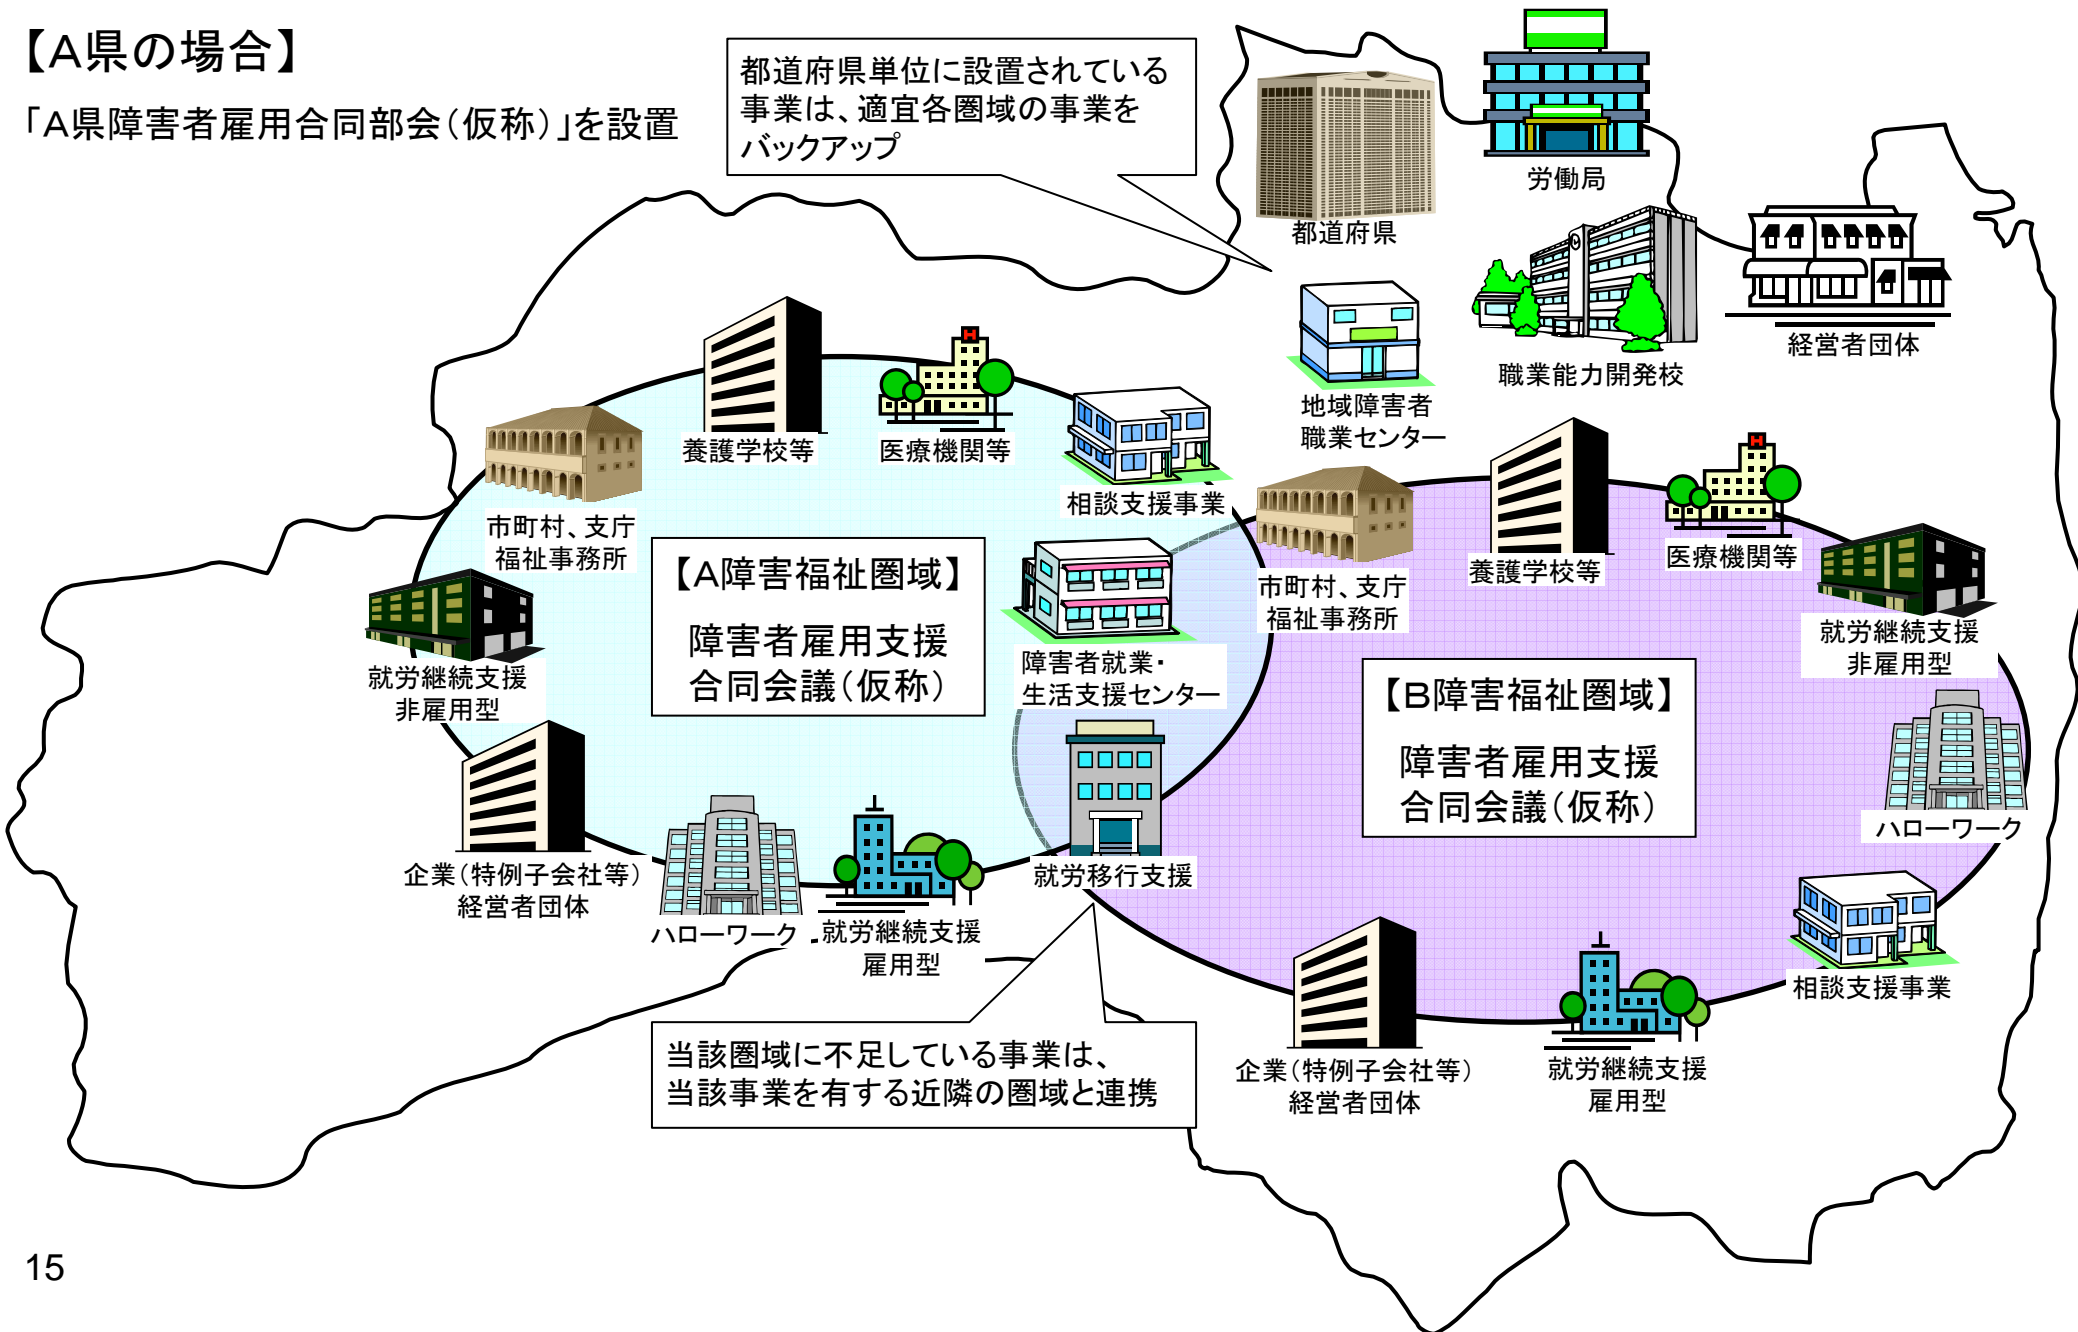 【A県の場合】
「A県障害者雇用合同部会(仮称)」を設置
都道府県単位に設置されている
事業は、適宜各圏域の事業を
バックアップ
都道府県
労働局
地域障害者
職業センター
職業能力開発校
経営者団体
養護学校等
医療機関等
相談支援事業
市町村、支庁
福祉事務所
【A障害福祉圏域】
障害者雇用支援
合同会議(仮称)
障害者就業・
生活支援センター
就労継続支援
非雇用型
企業(特例子会社等)
経営者団体
ハローワーク
就労継続支援
雇用型
就労移行支援
市町村、支庁
福祉事務所
養護学校等
医療機関等
就労継続支援
非雇用型
【B障害福祉圏域】
障害者雇用支援
合同会議(仮称)
ハローワーク
相談支援事業
企業(特例子会社等)
経営者団体
就労継続支援
雇用型
当該圏域に不足している事業は、
当該事業を有する近隣の圏域と連携
15